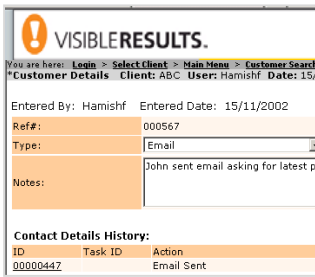 VISIBLERESULTS.
You are here: Login > Select Client > Main Menu > Customer Search
*Customer Details Client: ABC User: Hamishf Date: 15/
Entered By: Hamishf Entered Date: 15/11/2002
Ref#: 000567
Type: Email
Notes: John sent email asking for latest p
Contact Details History:
ID Task ID Action
00000447 Email Sent